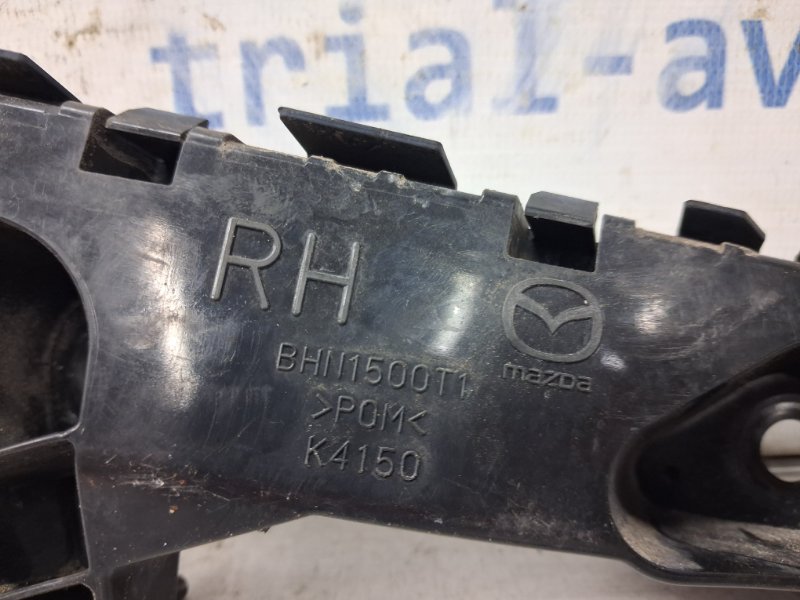 trial-av
RH
BHN1500T1
mazda
>POM<
K4150